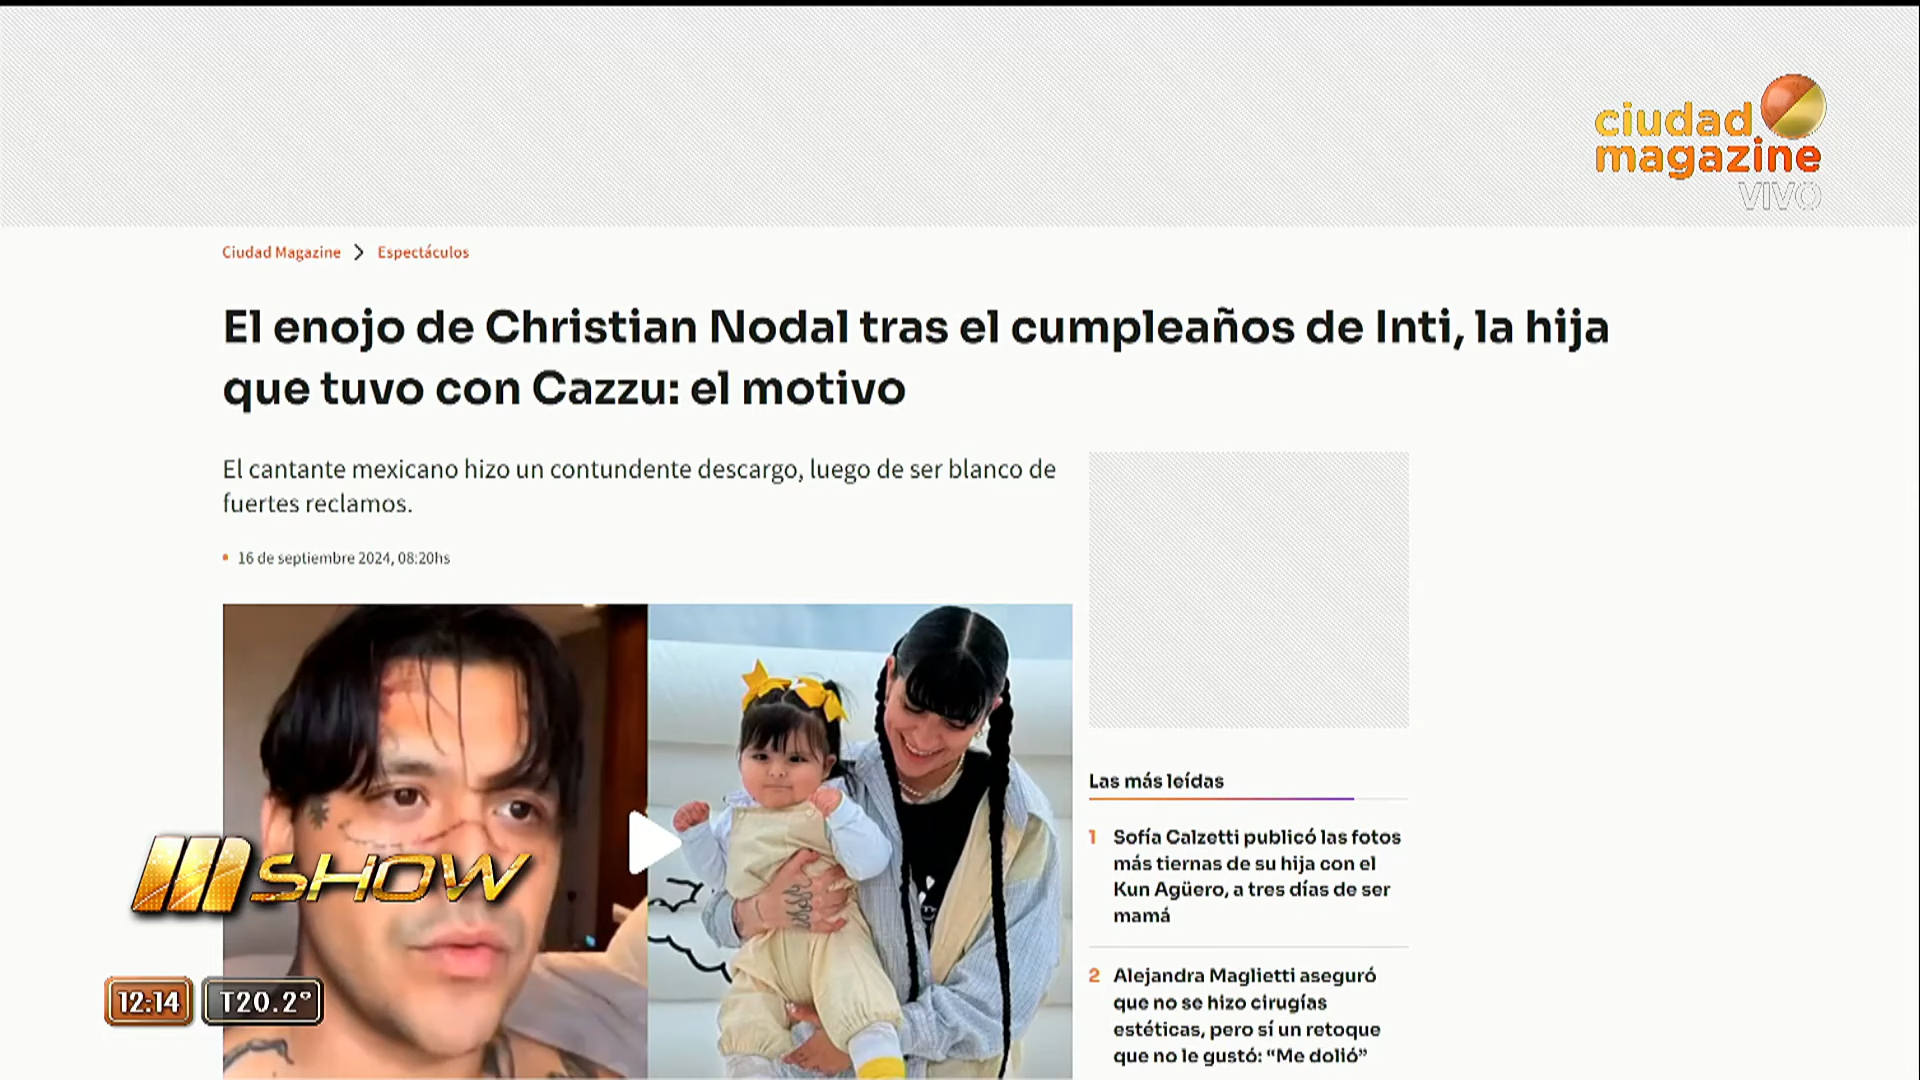 ciudad
magazine
VIVO
Ciudad Magazine > Espectáculos
El enojo de Christian Nodal tras el cumpleaños de Inti, la hija
que tuvo con Cazzu: el motivo
El cantante mexicano hizo un contundente descargo, luego de ser blanco de
fuertes reclamos.
• 16 de septiembre 2024, 08:20hs
Las más leídas
1 Sofía Calzetti publicó las fotos
más tiernas de su hija con el
Kun Agüero, a tres días de ser
mamá
2 Alejandra Maglietti aseguró
que no se hizo cirugías
estéticas, pero sí un retoque
que no le gustó: “Me dolió”
SHOW
12:14 T20.2°